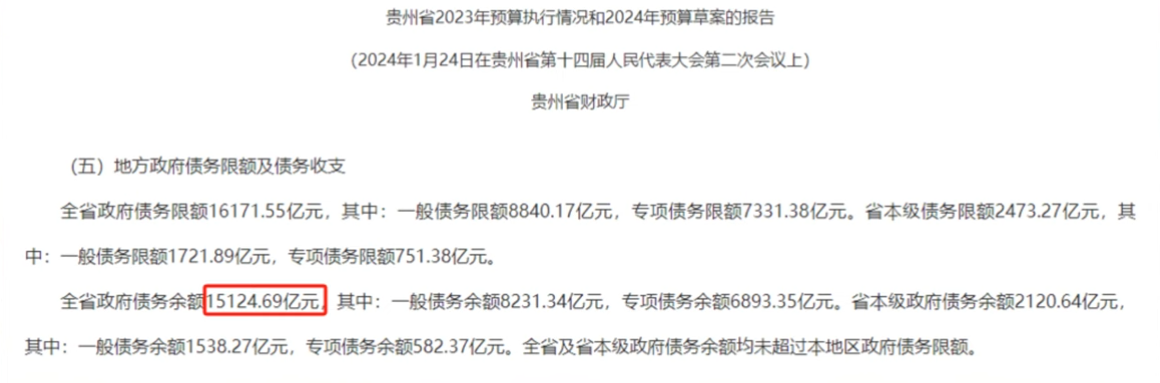 贵州省2023年预算执行情况和2024年预算草案的报告
（2024年1月24日在贵州省第十四届人民代表大会第二次会议上）
贵州省财政厅
（五）地方政府债务限额及债务收支
全省政府债务限额16171.55亿元，其中：一般债务限额8840.17亿元，专项债务限额7331.38亿元。省本级债务限额2473.27亿元，其
中：一般债务限额1721.89亿元，专项债务限额751.38亿元。
全省政府债务余额15124.69亿元，其中：一般债务余额8231.34亿元，专项债务余额6893.35亿元。省本级政府债务余额2120.64亿元，
其中：一般债务余额1538.27亿元，专项债务余额582.37亿元。全省及省本级政府债务余额均未超过本地区政府债务限额。